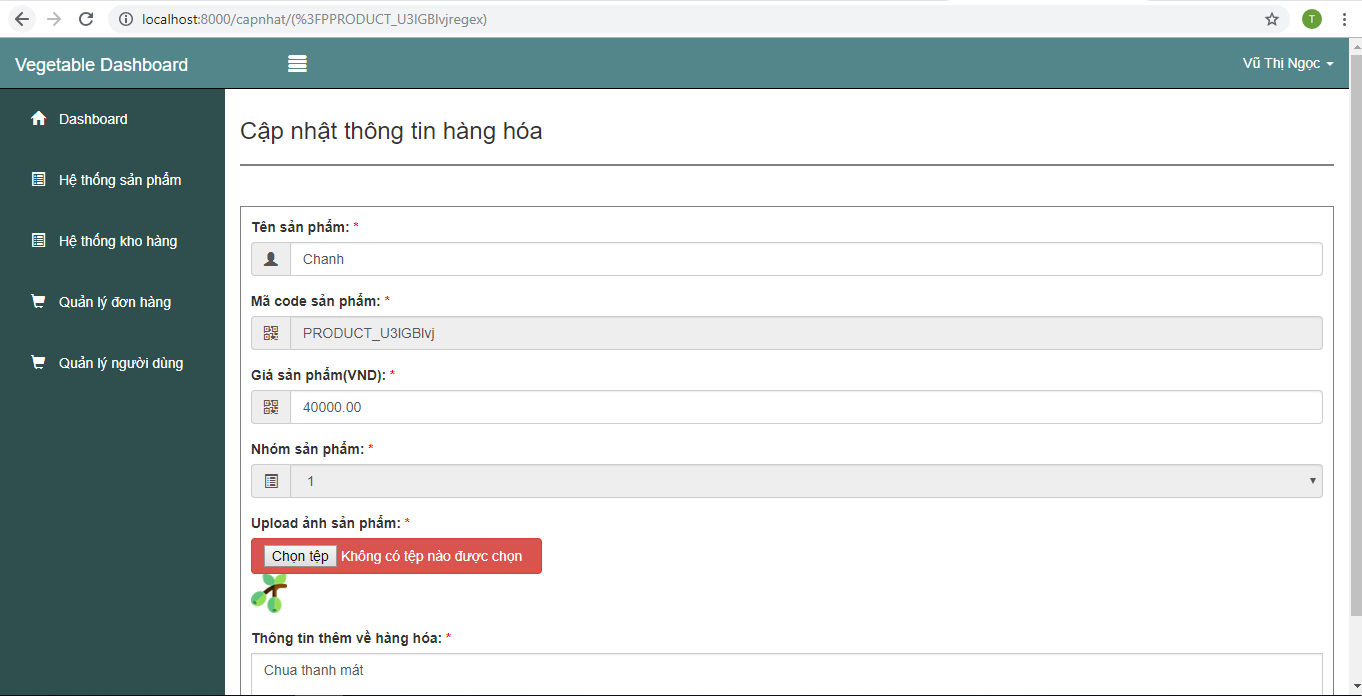 localhost:8000/capnhat/(%3FPPRODUCT_U3IGBlvjregex)
T
Vegetable Dashboard
Vũ Thị Ngọc
Dashboard
Hệ thống sản phẩm
Hệ thống kho hàng
Quản lý đơn hàng
Quản lý người dùng
Cập nhật thông tin hàng hóa
Tên sản phẩm: *
Chanh
Mã code sản phẩm: *
PRODUCT_U3IGBlvj
Giá sản phẩm(VND): *
40000.00
Nhóm sản phẩm: *
1
Upload ảnh sản phẩm: *
Chọn tệp Không có tệp nào được chọn
Thông tin thêm về hàng hóa: *
Chua thanh mát